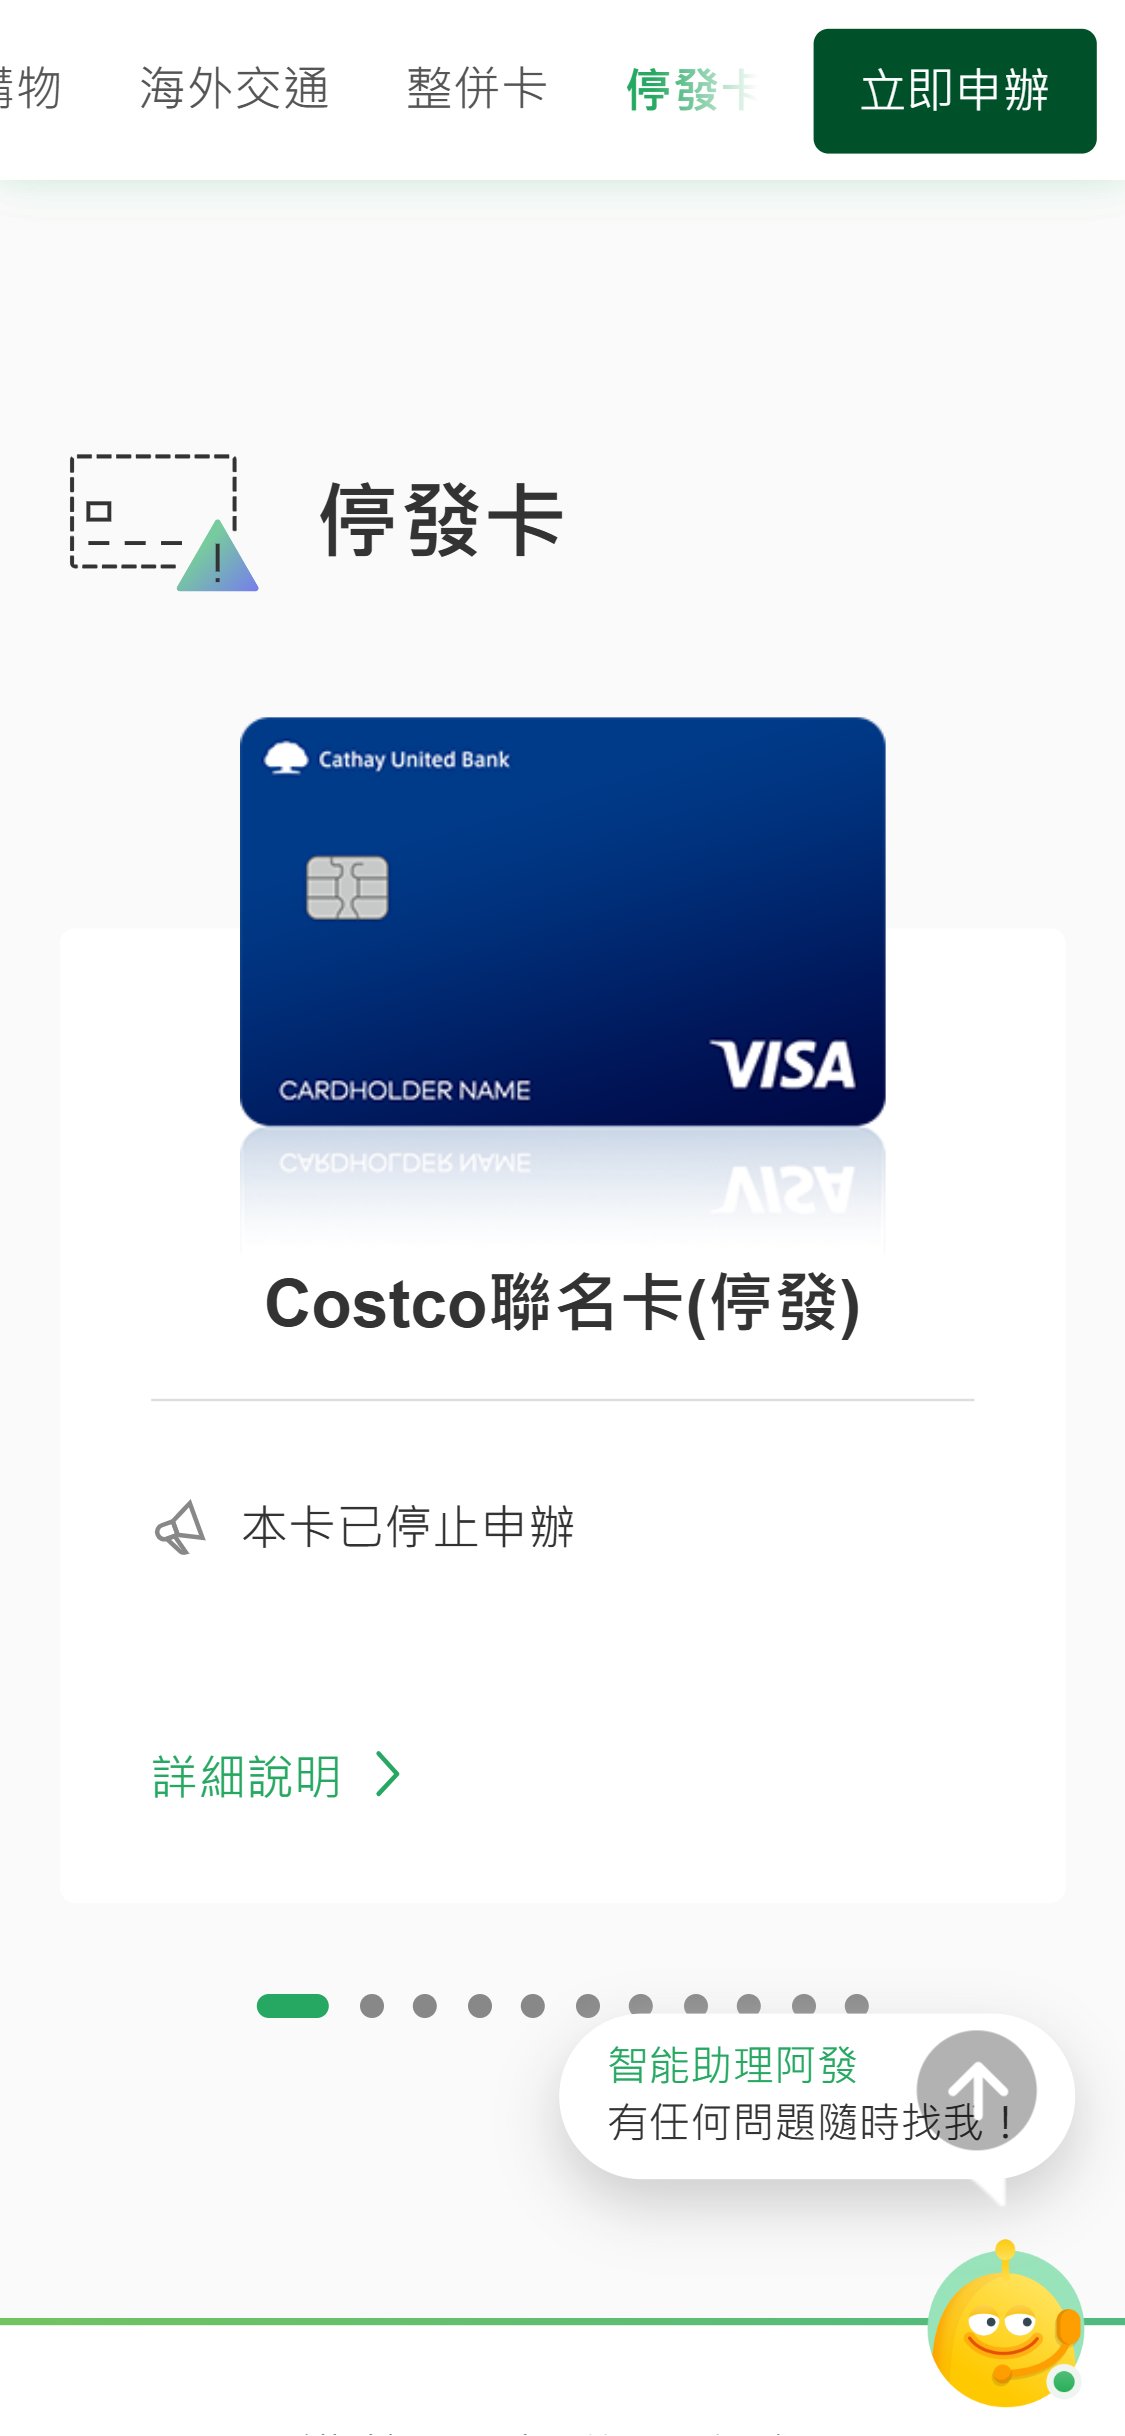 購物 海外交通 整併卡 停發卡 立即申辦
停發卡
Cathay United Bank
CARDHOLDER NAME
VISA
Costco聯名卡(停發)
本卡已停止申辦
詳細說明
智能助理阿發
有任何問題隨時找我！